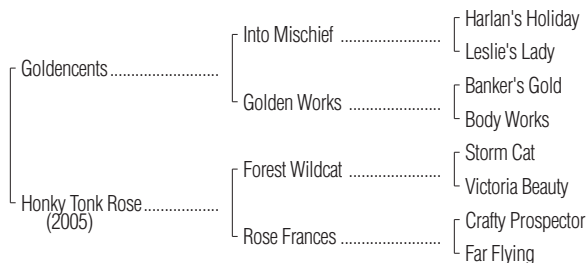 Harlan's Holiday
Into Mischief ........................
Leslie's Lady
Goldencents..........................
Banker's Gold
Golden Works ......................
Body Works
Storm Cat
Forest Wildcat ......................
Victoria Beauty
Honky Tonk Rose..................
(2005)
Crafty Prospector
Rose Frances .......................
Far Flying